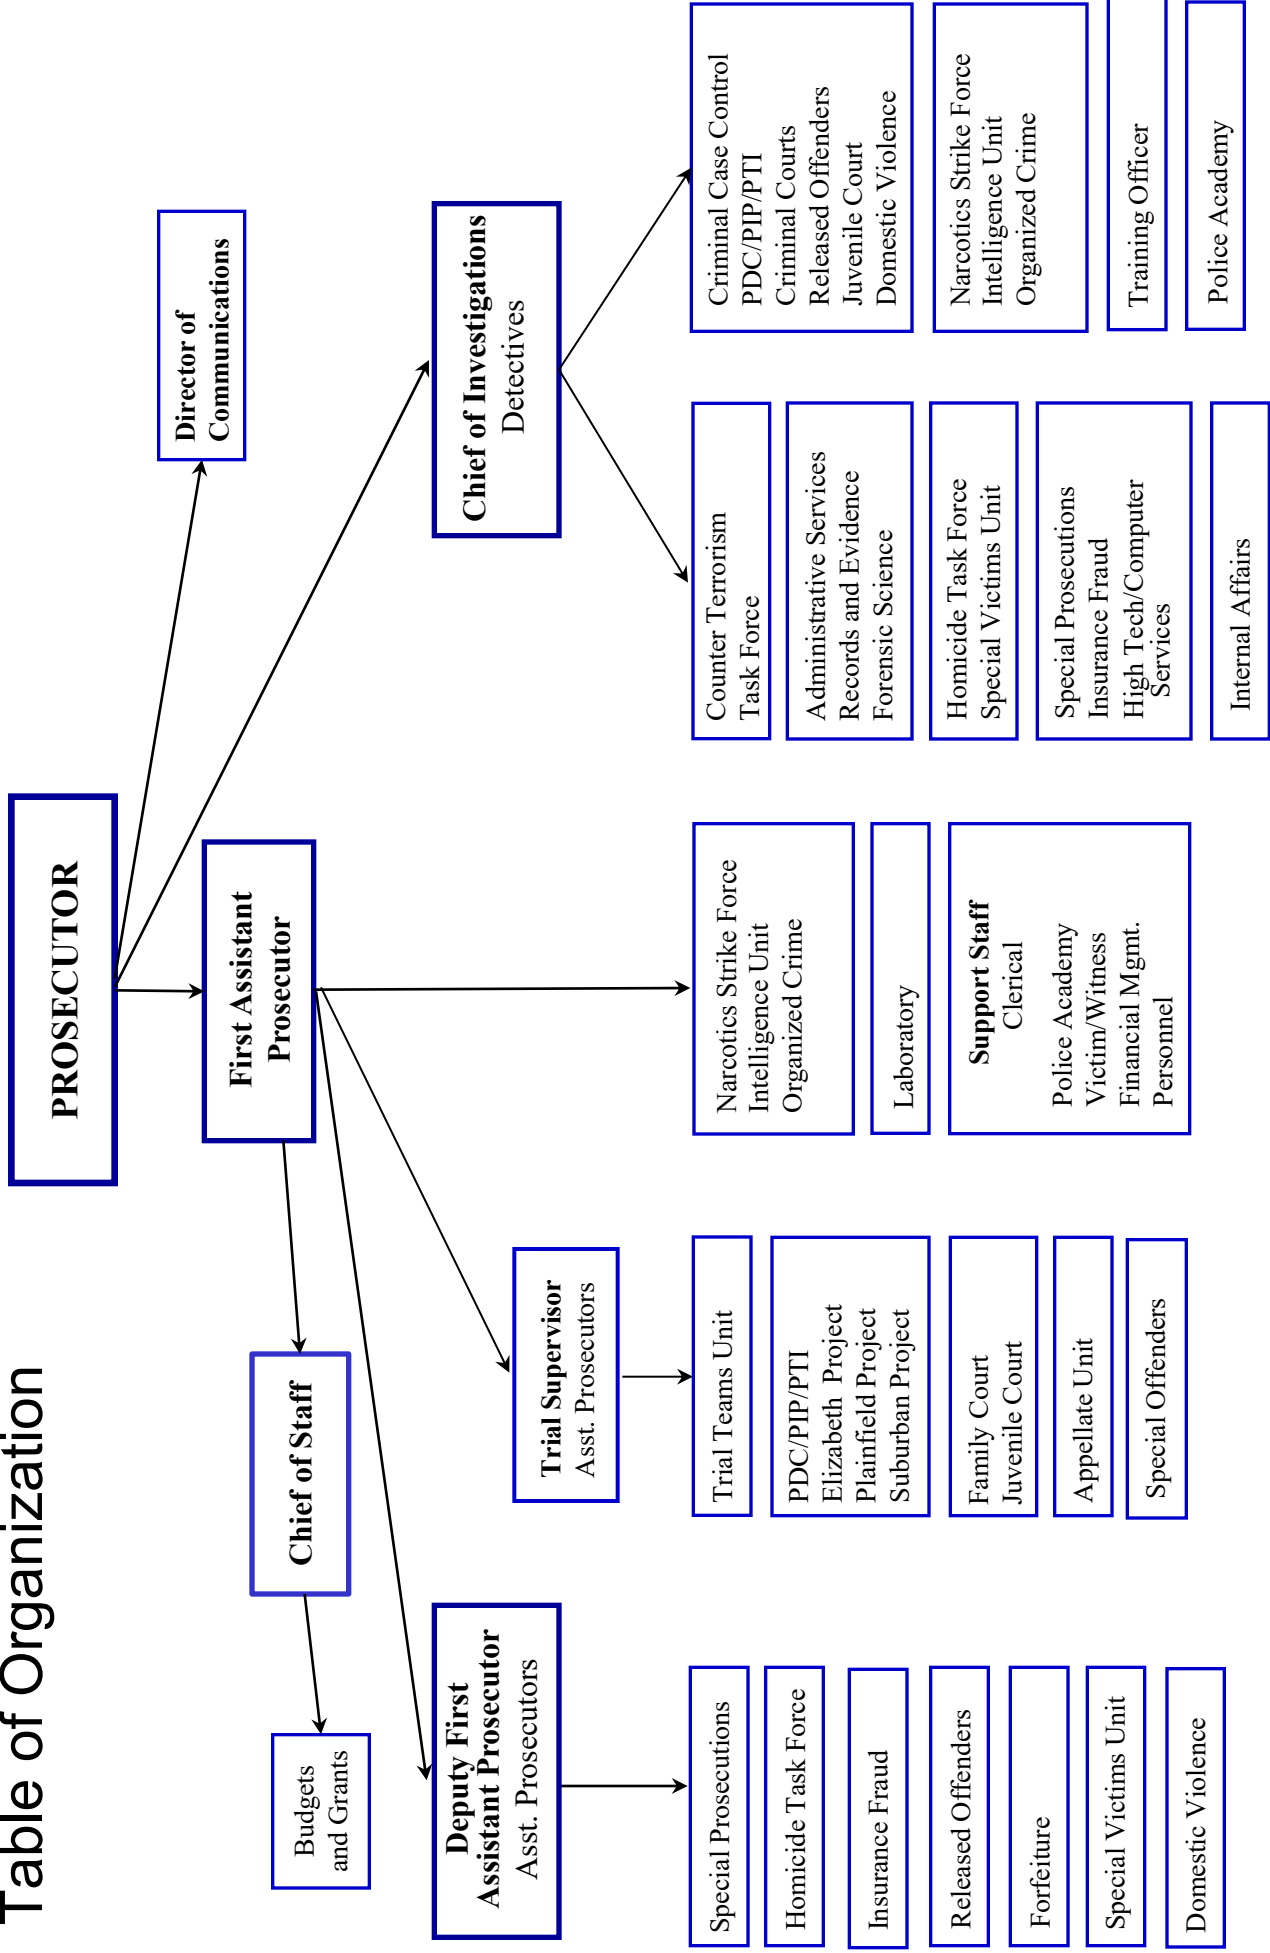 Table of Organization
PROSECUTOR
Director of
Communications
First Assistant
Prosecutor
Chief of Staff
Budgets
and Grants
Deputy First
Assistant Prosecutor
Asst. Prosecutors
Trial Supervisor
Asst. Prosecutors
Chief of Investigations
Detectives
Special Prosecutions
Homicide Task Force
Insurance Fraud
Released Offenders
Forfeiture
Special Victims Unit
Domestic Violence
Trial Teams Unit
PDC/PIP/PTI
Elizabeth Project
Plainfield Project
Suburban Project
Family Court
Juvenile Court
Appellate Unit
Special Offenders
Narcotics Strike Force
Intelligence Unit
Organized Crime
Laboratory
Support Staff
Clerical
Police Academy
Victim/Witness
Financial Mgmt.
Personnel
Counter Terrorism
Task Force
Administrative Services
Records and Evidence
Forensic Science
Homicide Task Force
Special Victims Unit
Special Prosecutions
Insurance Fraud
High Tech/Computer
Services
Internal Affairs
Criminal Case Control
PDC/PIP/PTI
Criminal Courts
Released Offenders
Juvenile Court
Domestic Violence
Narcotics Strike Force
Intelligence Unit
Organized Crime
Training Officer
Police Academy